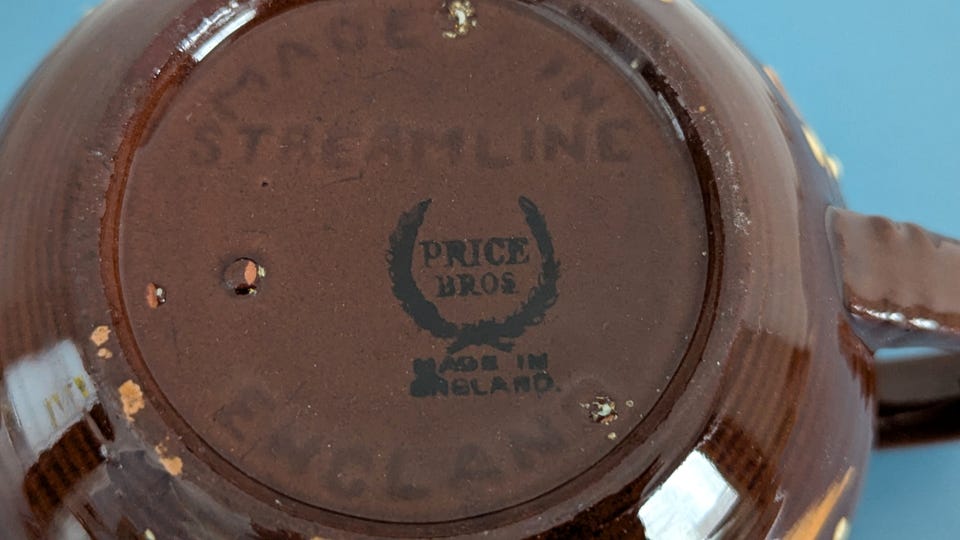 MADE IN
STREAMLINE
PRICE
BROS
MADE IN
ENGLAND.
ENGLAND